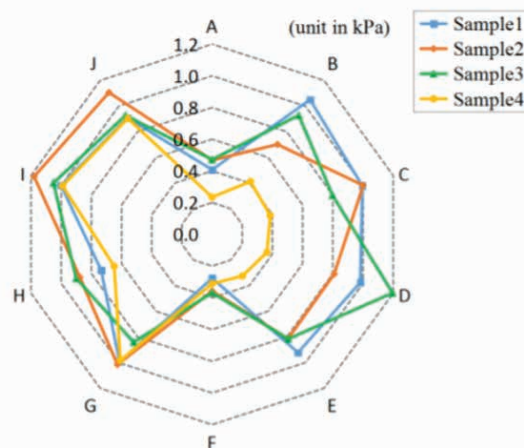 A
(unit in kPa)
Sample1
Sample2
Sample3
Sample4
1,2
1,0
0,8
0,6
0,4
0,2
0,0
B
C
D
E
F
G
H
I
J